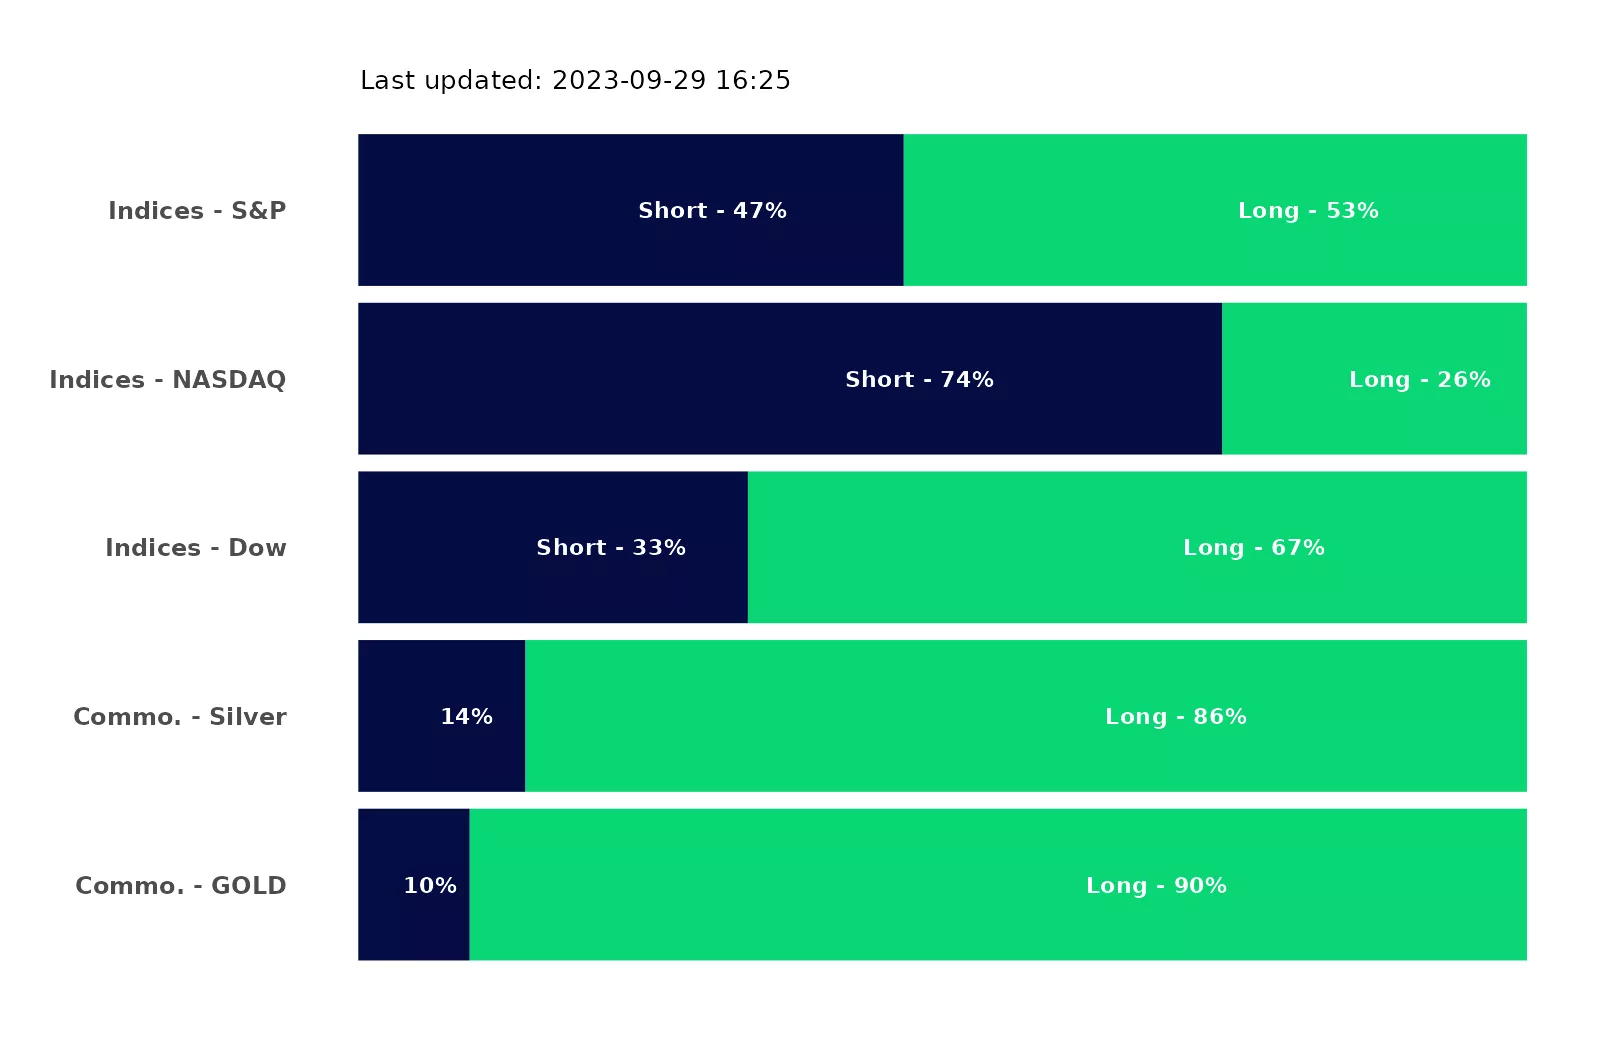 Last updated: 2023-09-29 16:25
Indices - S&P Short - 47% Long - 53%
Indices - NASDAQ Short - 74% Long - 26%
Indices - Dow Short - 33% Long - 67%
Commo. - Silver 14% Long - 86%
Commo. - GOLD 10% Long - 90%